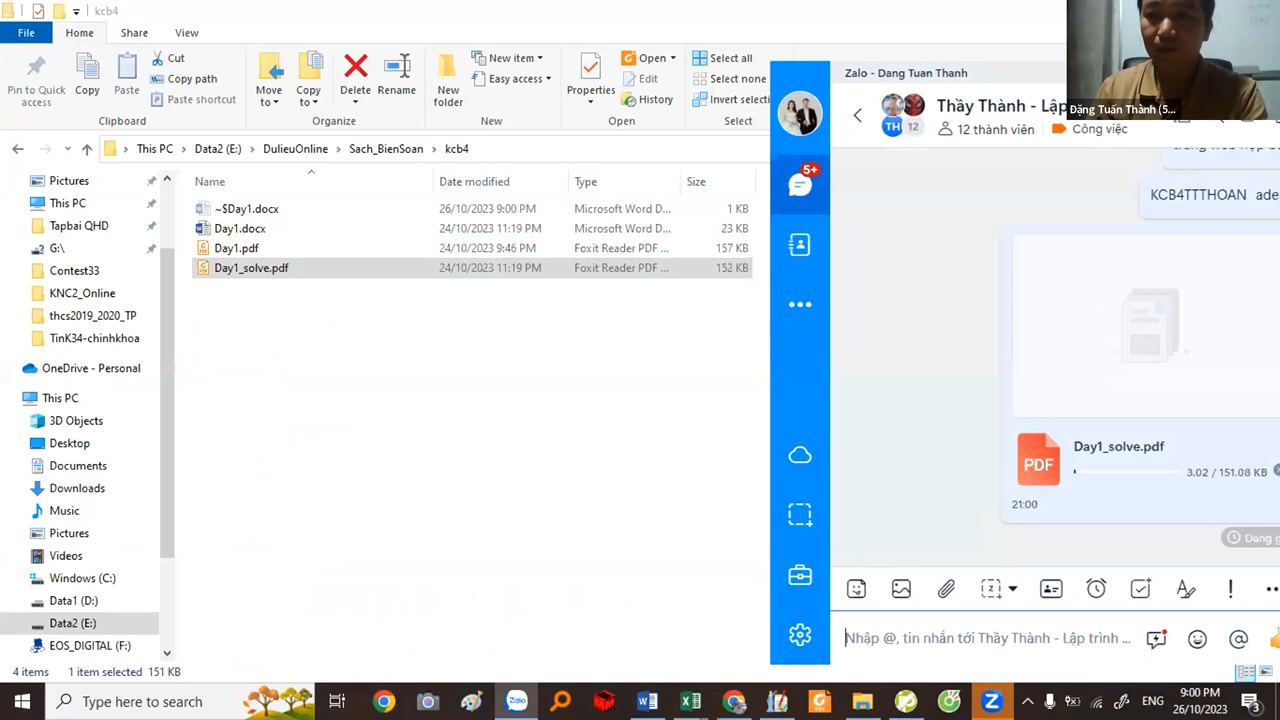 kcb4
File
Home
Share
View
Pin to Quick access
Copy
Paste
Cut
Copy path
Paste shortcut
Clipboard
Move to
Copy to
Delete
Rename
Organize
New folder
New item
Easy access
New
Properties
Open
Edit
History
Open
Select all
Select none
Invert selecti
Select
This PC
Data2 (E:)
DulieuOnline
Sach_BienSoan
kcb4
Pictures
This PC
Tapbai QHD
G:\
Contest33
KNC2_Online
thcs2019_2020_TP
TinK34-chinhkhoa
OneDrive - Personal
This PC
3D Objects
Desktop
Documents
Downloads
Music
Pictures
Videos
Windows (C:)
Data1 (D:)
Data2 (E:)
EOS_DIGITAL (F:)
Name Date modified Type Size
~$Day1.docx 26/10/2023 9:00 PM Microsoft Word D... 1 KB
Day1.docx 24/10/2023 11:19 PM Microsoft Word D... 23 KB
Day1.pdf 24/10/2023 9:46 PM Foxit Reader PDF ... 157 KB
Day1_solve.pdf 24/10/2023 11:19 PM Foxit Reader PDF ... 152 KB
4 items 1 item selected 151 KB
Zalo - Dang Tuan Thanh
5+
TH 12
Thầy Thành - Lập
12 thành viên
Công việc
Đặng Tuấn Thành (5...
KCB4TTTHOAN ade
PDF
Day1_solve.pdf
3.02 / 151.08 KB
21:00
Đang g
Nhập @, tin nhắn tới Thầy Thành - Lập trình ...
Type here to search
ENG
9:00 PM
26/10/2023
3